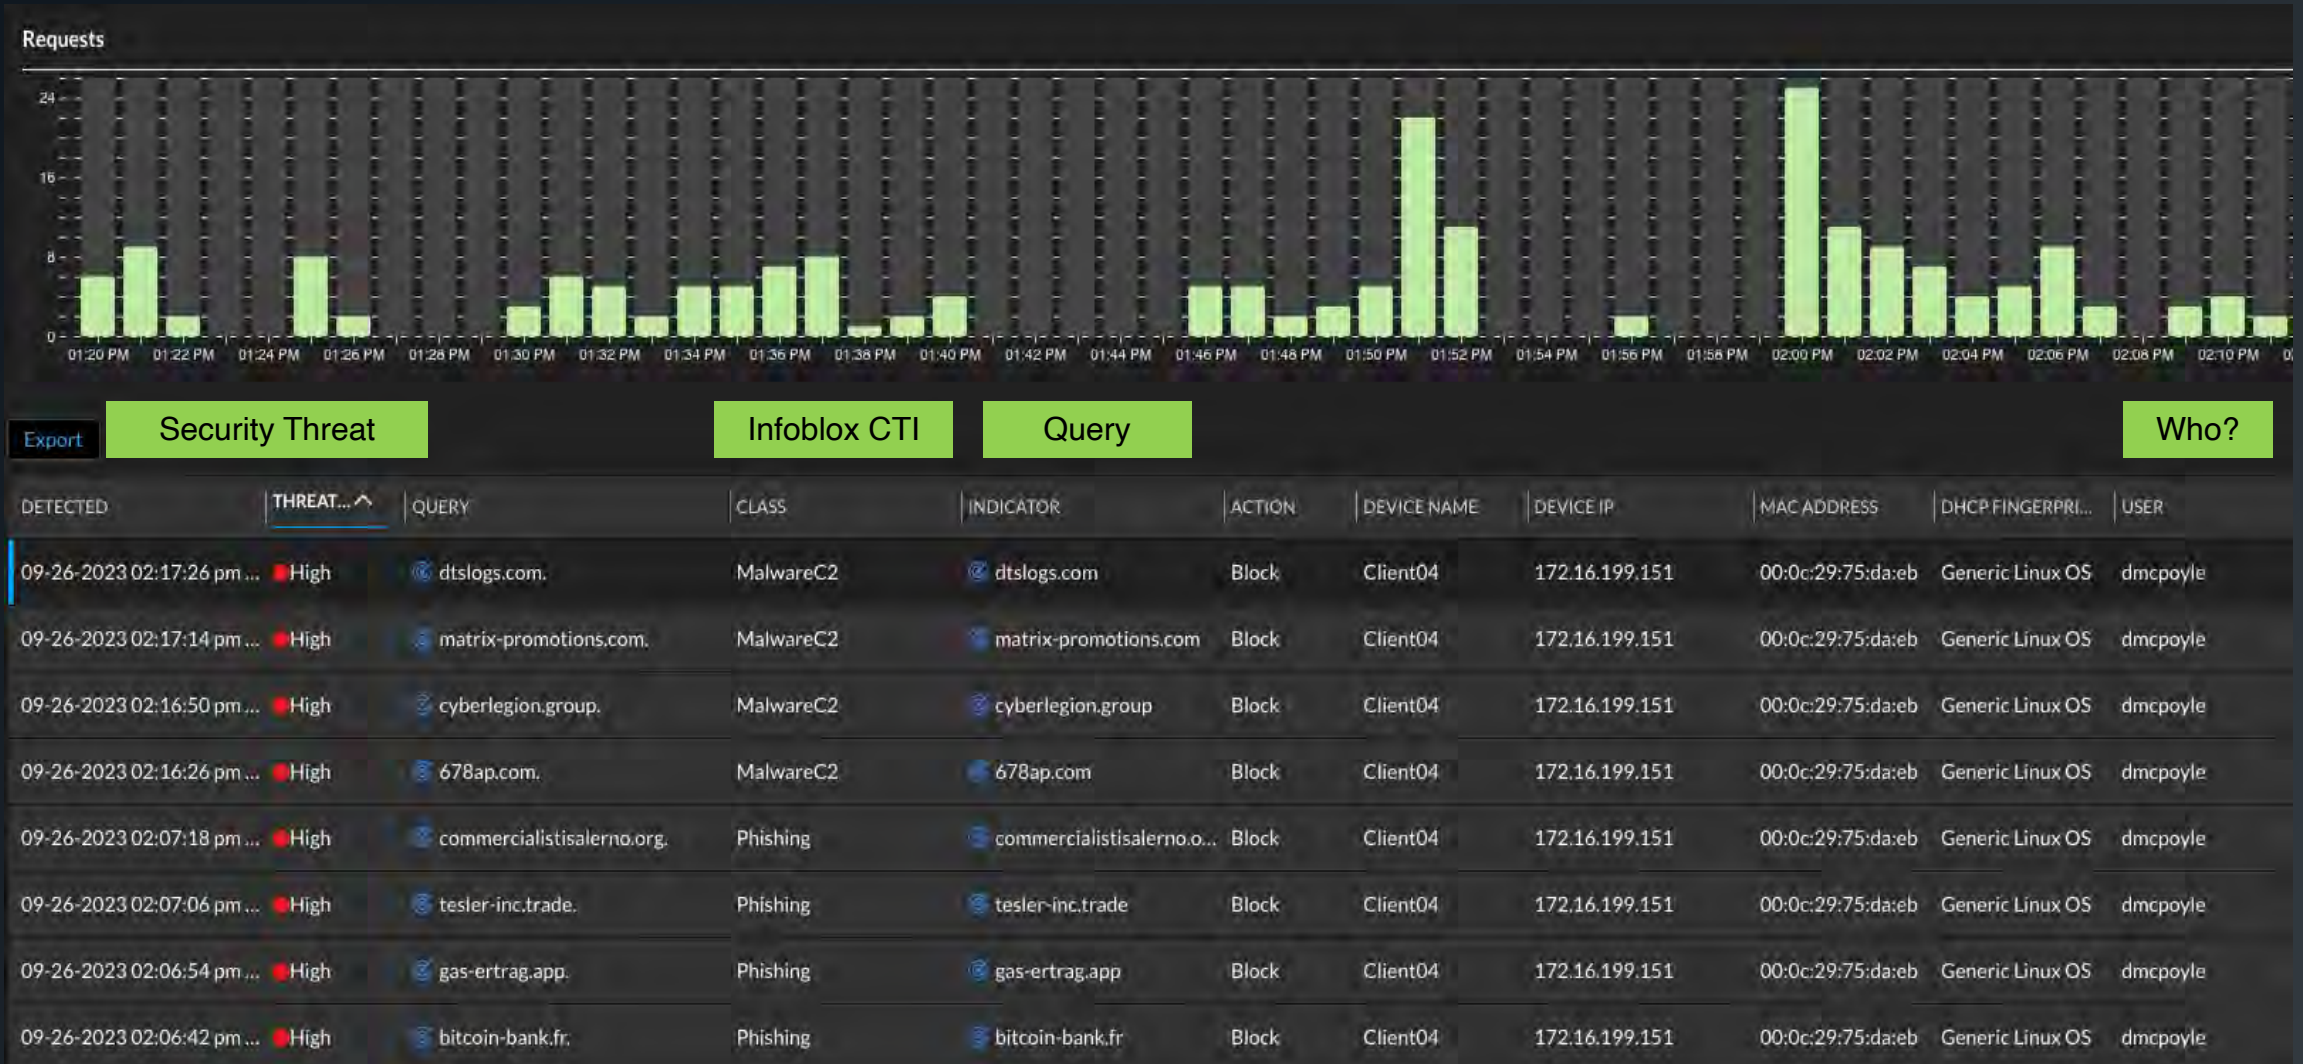 Requests
24
16
8
0
01:20 PM 01:22 PM 01:24 PM 01:26 PM 01:28 PM 01:30 PM 01:32 PM 01:34 PM 01:36 PM 01:38 PM 01:40 PM 01:42 PM 01:44 PM 01:46 PM 01:48 PM 01:50 PM 01:52 PM 01:54 PM 01:56 PM 01:58 PM 02:00 PM 02:02 PM 02:04 PM 02:06 PM 02:08 PM 02:10 PM
Export Security Threat Infoblox CTI Query Who?
DETECTED THREAT... QUERY CLASS INDICATOR ACTION DEVICE NAME DEVICE IP MAC ADDRESS DHCP FINGERPRI... USER
09-26-2023 02:17:26 pm ... High dtslogs.com. MalwareC2 dtslogs.com Block Client04 172.16.199.151 00:0c:29:75:da:eb Generic Linux OS dmcpoyle
09-26-2023 02:17:14 pm ... High matrix-promotions.com. MalwareC2 matrix-promotions.com Block Client04 172.16.199.151 00:0c:29:75:da:eb Generic Linux OS dmcpoyle
09-26-2023 02:16:50 pm ... High cyberlegion.group. MalwareC2 cyberlegion.group Block Client04 172.16.199.151 00:0c:29:75:da:eb Generic Linux OS dmcpoyle
09-26-2023 02:16:26 pm ... High 678ap.com. MalwareC2 678ap.com Block Client04 172.16.199.151 00:0c:29:75:da:eb Generic Linux OS dmcpoyle
09-26-2023 02:07:18 pm ... High commercialistisalerno.org. Phishing commercialistisalerno.o... Block Client04 172.16.199.151 00:0c:29:75:da:eb Generic Linux OS dmcpoyle
09-26-2023 02:07:06 pm ... High tesler-inc.trade. Phishing tesler-inc.trade Block Client04 172.16.199.151 00:0c:29:75:da:eb Generic Linux OS dmcpoyle
09-26-2023 02:06:54 pm ... High gas-ertrag.app. Phishing gas-ertrag.app Block Client04 172.16.199.151 00:0c:29:75:da:eb Generic Linux OS dmcpoyle
09-26-2023 02:06:42 pm ... High bitcoin-bank.fr. Phishing bitcoin-bank.fr Block Client04 172.16.199.151 00:0c:29:75:da:eb Generic Linux OS dmcpoyle